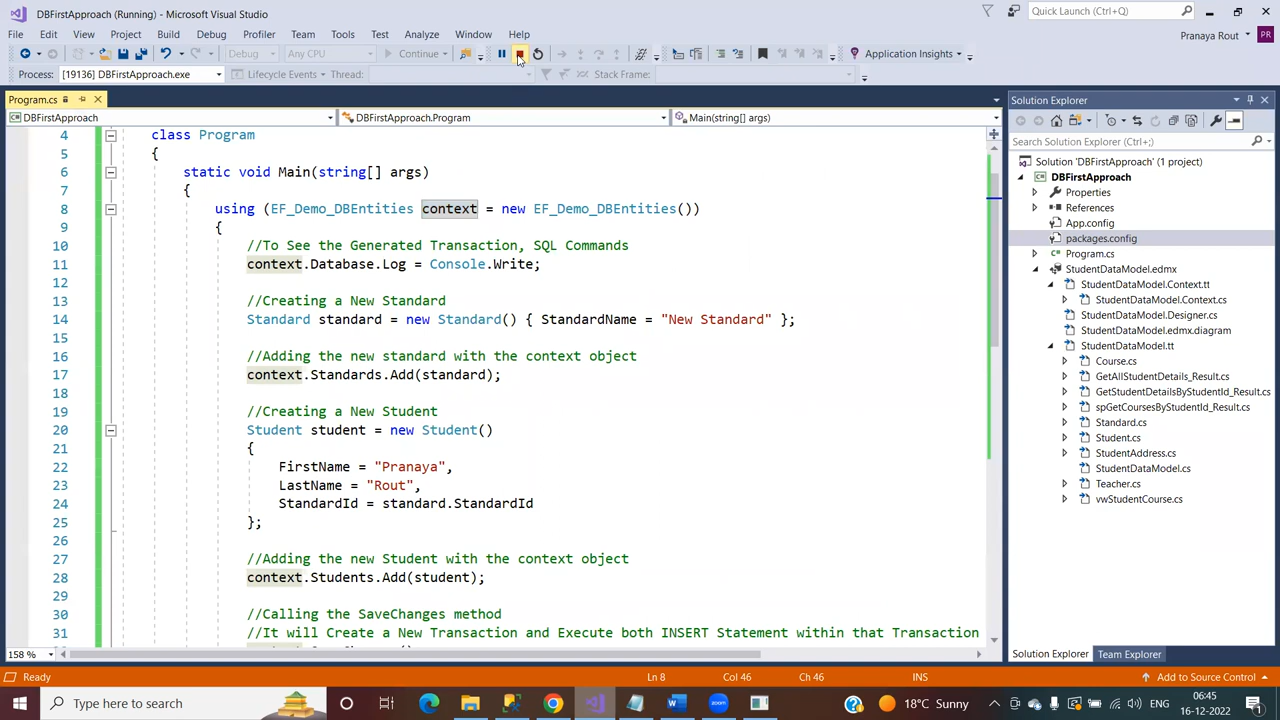 DBFirstApproach (Running) - Microsoft Visual Studio
Quick Launch (Ctrl+Q)
File Edit View Project Build Debug Profiler Team Tools Test Analyze Window Help
Pranaya Rout PR
Debug Any CPU Continue Application Insights
Process: [19136] DBFirstApproach.exe Lifecycle Events Thread: Stack Frame:
Program.cs
DBFirstApproach DBFirstApproach.Program Main(string[] args)
4 class Program
5 {
6 static void Main(string[] args)
7 {
8 using (EF_Demo_DBEntities context = new EF_Demo_DBEntities())
9 {
10 //To See the Generated Transaction, SQL Commands
11 context.Database.Log = Console.Write;
12
13 //Creating a New Standard
14 Standard standard = new Standard() { StandardName = "New Standard" };
15
16 //Adding the new standard with the context object
17 context.Standards.Add(standard);
18
19 //Creating a New Student
20 Student student = new Student()
21 {
22 FirstName = "Pranaya",
23 LastName = "Rout",
24 StandardId = standard.StandardId
25 };
26
27 //Adding the new Student with the context object
28 context.Students.Add(student);
29
30 //Calling the SaveChanges method
31 //It will Create a New Transaction and Execute both INSERT Statement within that Transaction
158 %
Solution Explorer
Search Solution Explorer (Ctrl+;)
Solution 'DBFirstApproach' (1 project)
DBFirstApproach
Properties
References
App.config
packages.config
Program.cs
StudentDataModel.edmx
StudentDataModel.Context.tt
StudentDataModel.Context.cs
StudentDataModel.Designer.cs
StudentDataModel.edmx.diagram
StudentDataModel.tt
Course.cs
GetAllStudentDetails_Result.cs
GetStudentDetailsByStudentId_Result.cs
spGetCoursesByStudentId_Result.cs
Standard.cs
Student.cs
StudentAddress.cs
StudentDataModel.cs
Teacher.cs
vwStudentCourse.cs
Solution Explorer Team Explorer
Ready Ln 8 Col 46 Ch 46 INS Add to Source Control
Type here to search
18°C Sunny
ENG
06:45
16-12-2022